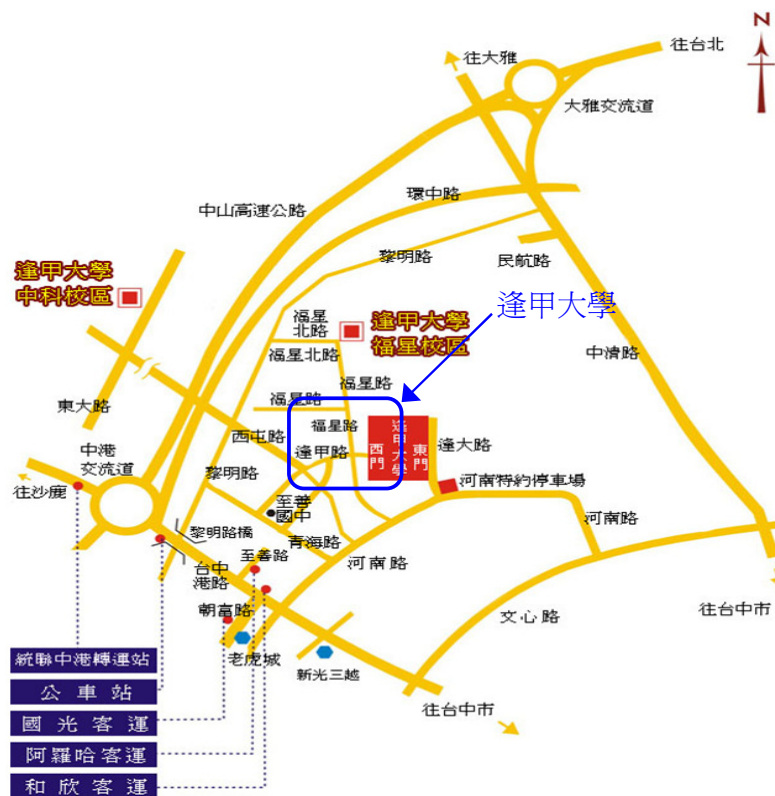 N
往台北
往大雅
大雅交流道
環中路
中山高速公路
黎明路
民航路
逢甲大學
中科校區
逢甲大學
福星
北路
逢甲大學
福星校區
福星北路
中清路
福星路
福星路
東大路
福星路
西屯路
逢甲路
西門
逢甲大學
東門
逢大路
中港
交流道
黎明路
河南特約停車場
往沙鹿
至善
國中
河南路
黎明路橋
青海路
至善路
河南路
台中
港路
朝富路
文心路
往台中市
老虎城
新光三越
往台中市
統聯中港轉運站
公車站
國光客運
阿羅哈客運
和欣客運